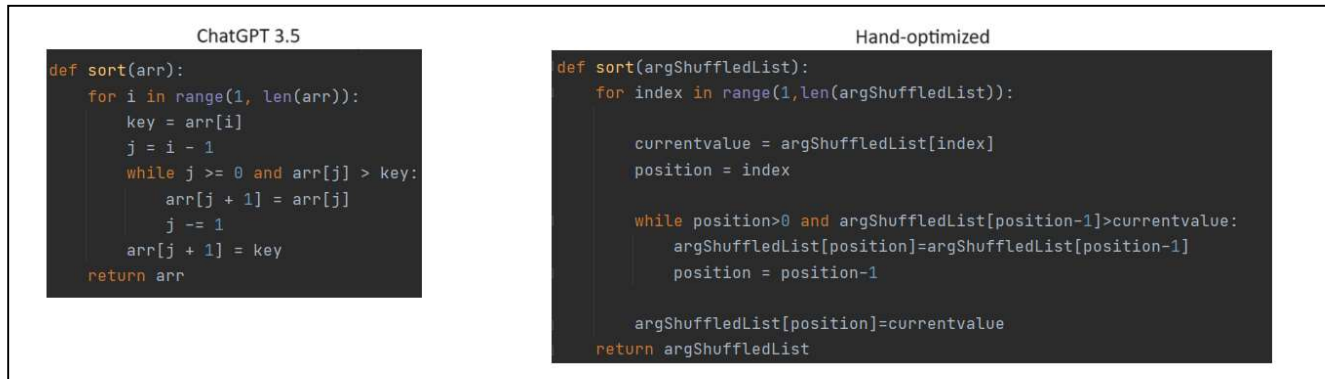 ChatGPT 3.5
def sort(arr):
    for i in range(1, len(arr)):
        key = arr[i]
        j = i - 1
        while j >= 0 and arr[j] > key:
            arr[j + 1] = arr[j]
            j -= 1
        arr[j + 1] = key
    return arr
Hand-optimized
def sort(argShuffledList):
    for index in range(1,len(argShuffledList)):
        currentvalue = argShuffledList[index]
        position = index
        while position>0 and argShuffledList[position-1]>currentvalue:
            argShuffledList[position]=argShuffledList[position-1]
            position = position-1
        argShuffledList[position]=currentvalue
    return argShuffledList